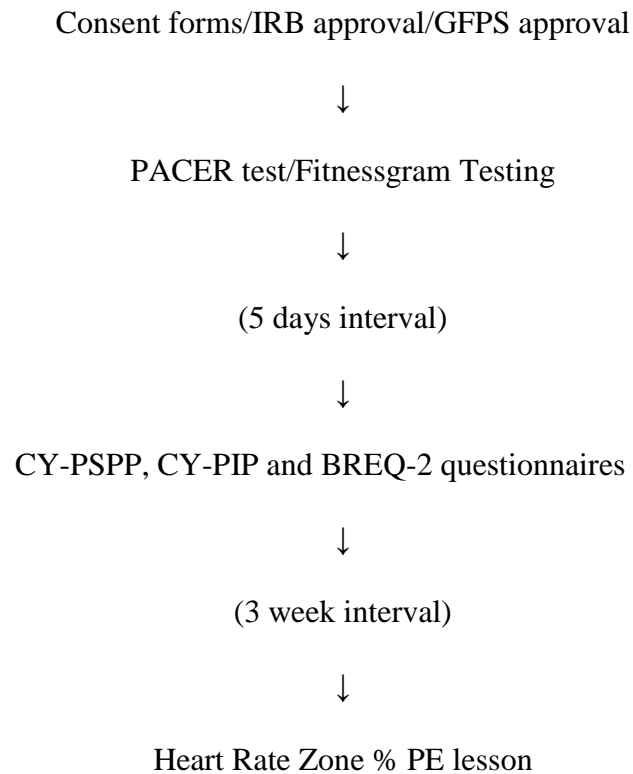 Consent forms/IRB approval/GFPS approval
↓
PACER test/Fitnessgram Testing
↓
(5 days interval)
↓
CY-PSPP, CY-PIP and BREQ-2 questionnaires
↓
(3 week interval)
↓
Heart Rate Zone % PE lesson